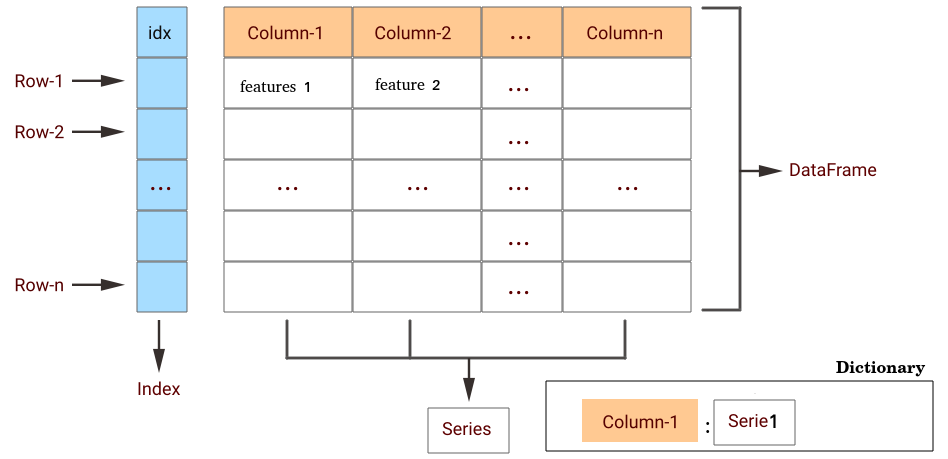 idx Column-1 Column-2 ... Column-n
Row-1 features 1 feature 2 ...
Row-2 ...
DataFrame
... ... ... ... ...
...
Row-n ...
Index
Dictionary
Series
Column-1 : Serie1